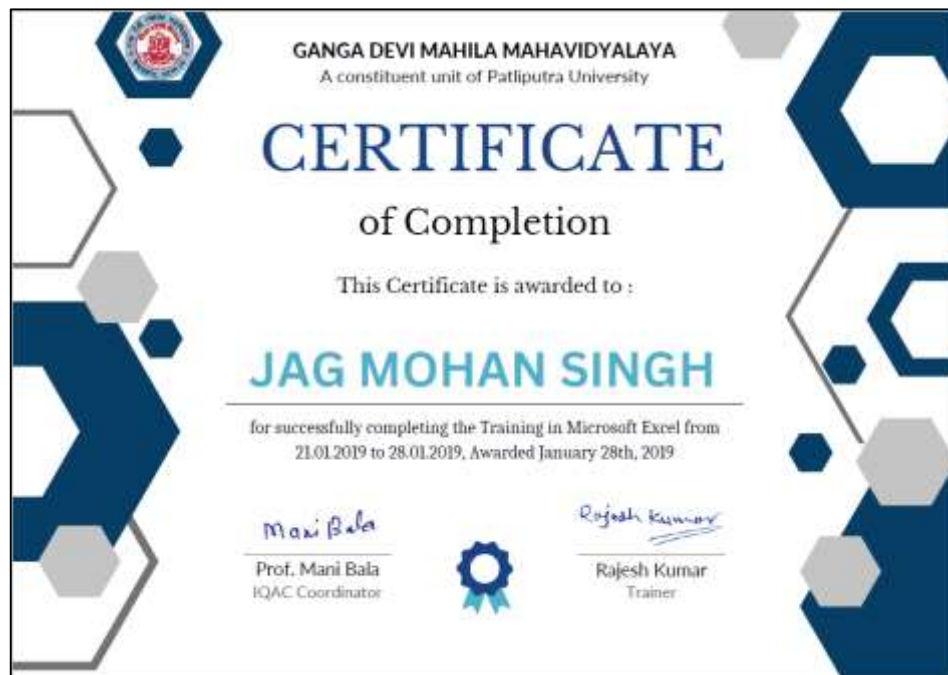 GANGA DEVI MAHILA MAHAVIDYALAYA
A constituent unit of Patliputra University
CERTIFICATE
of Completion
This Certificate is awarded to :
JAG MOHAN SINGH
for successfully completing the Training in Microsoft Excel from
21.01.2019 to 28.01.2019, Awarded January 28th, 2019
Mani Bala
Rajesh Kumar
Prof. Mani Bala
Rajesh Kumar
IQAC Coordinator
Trainer